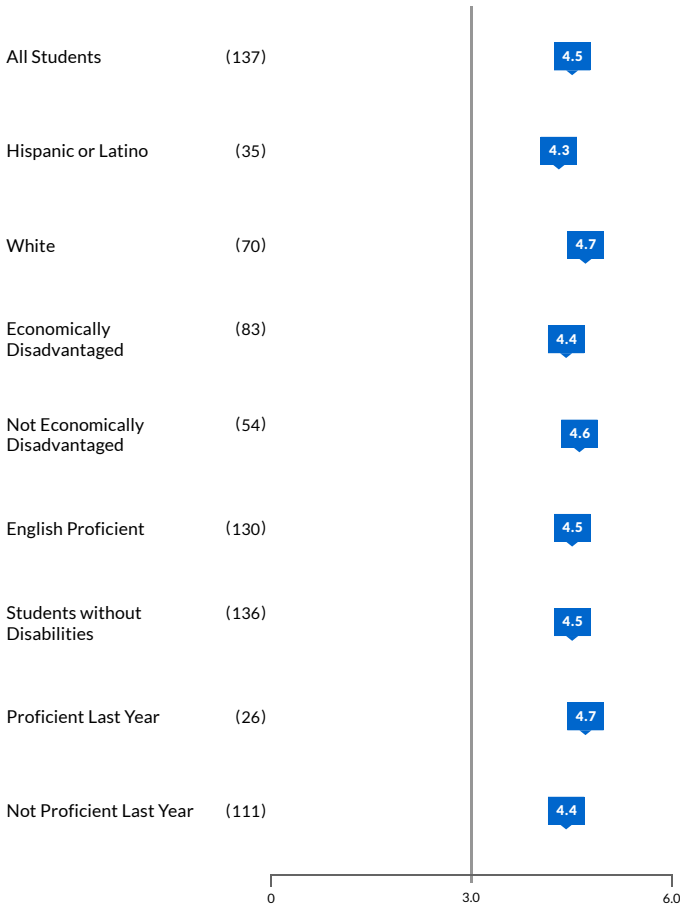 All Students (137) 4.5
Hispanic or Latino (35) 4.3
White (70) 4.7
Economically (83)
Disadvantaged 4.4
Not Economically (54)
Disadvantaged 4.6
English Proficient (130) 4.5
Students without (136)
Disabilities 4.5
Proficient Last Year (26) 4.7
Not Proficient Last Year (111) 4.4
0 3.0 6.0